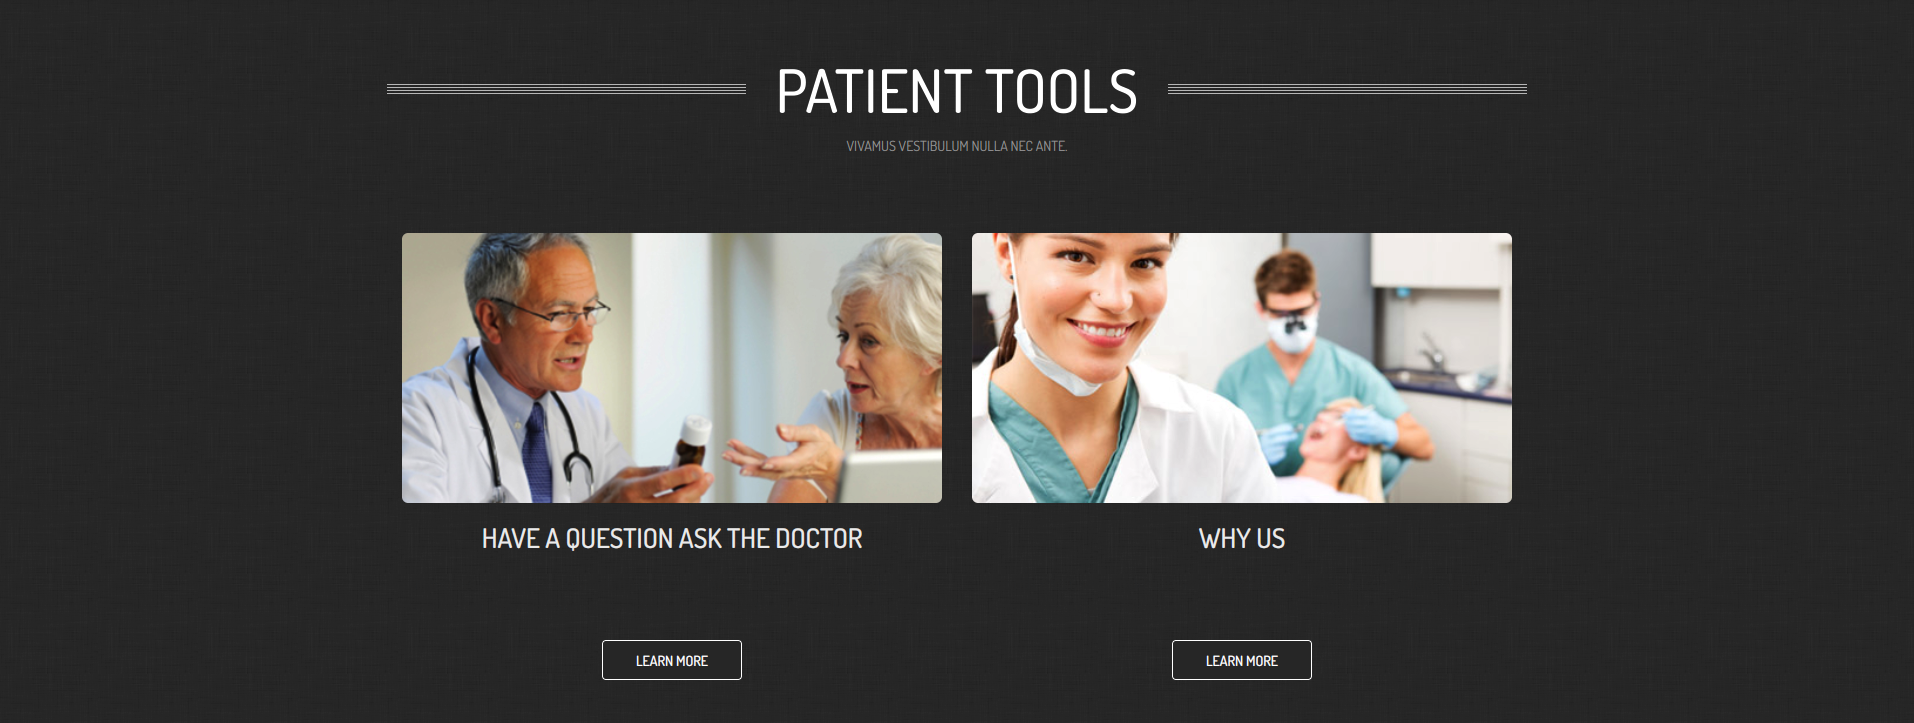 PATIENT TOOLS
VIVAMUS VESTIBULUM NULLA NEC ANTE.
HAVE A QUESTION ASK THE DOCTOR
WHY US
LEARN MORE
LEARN MORE